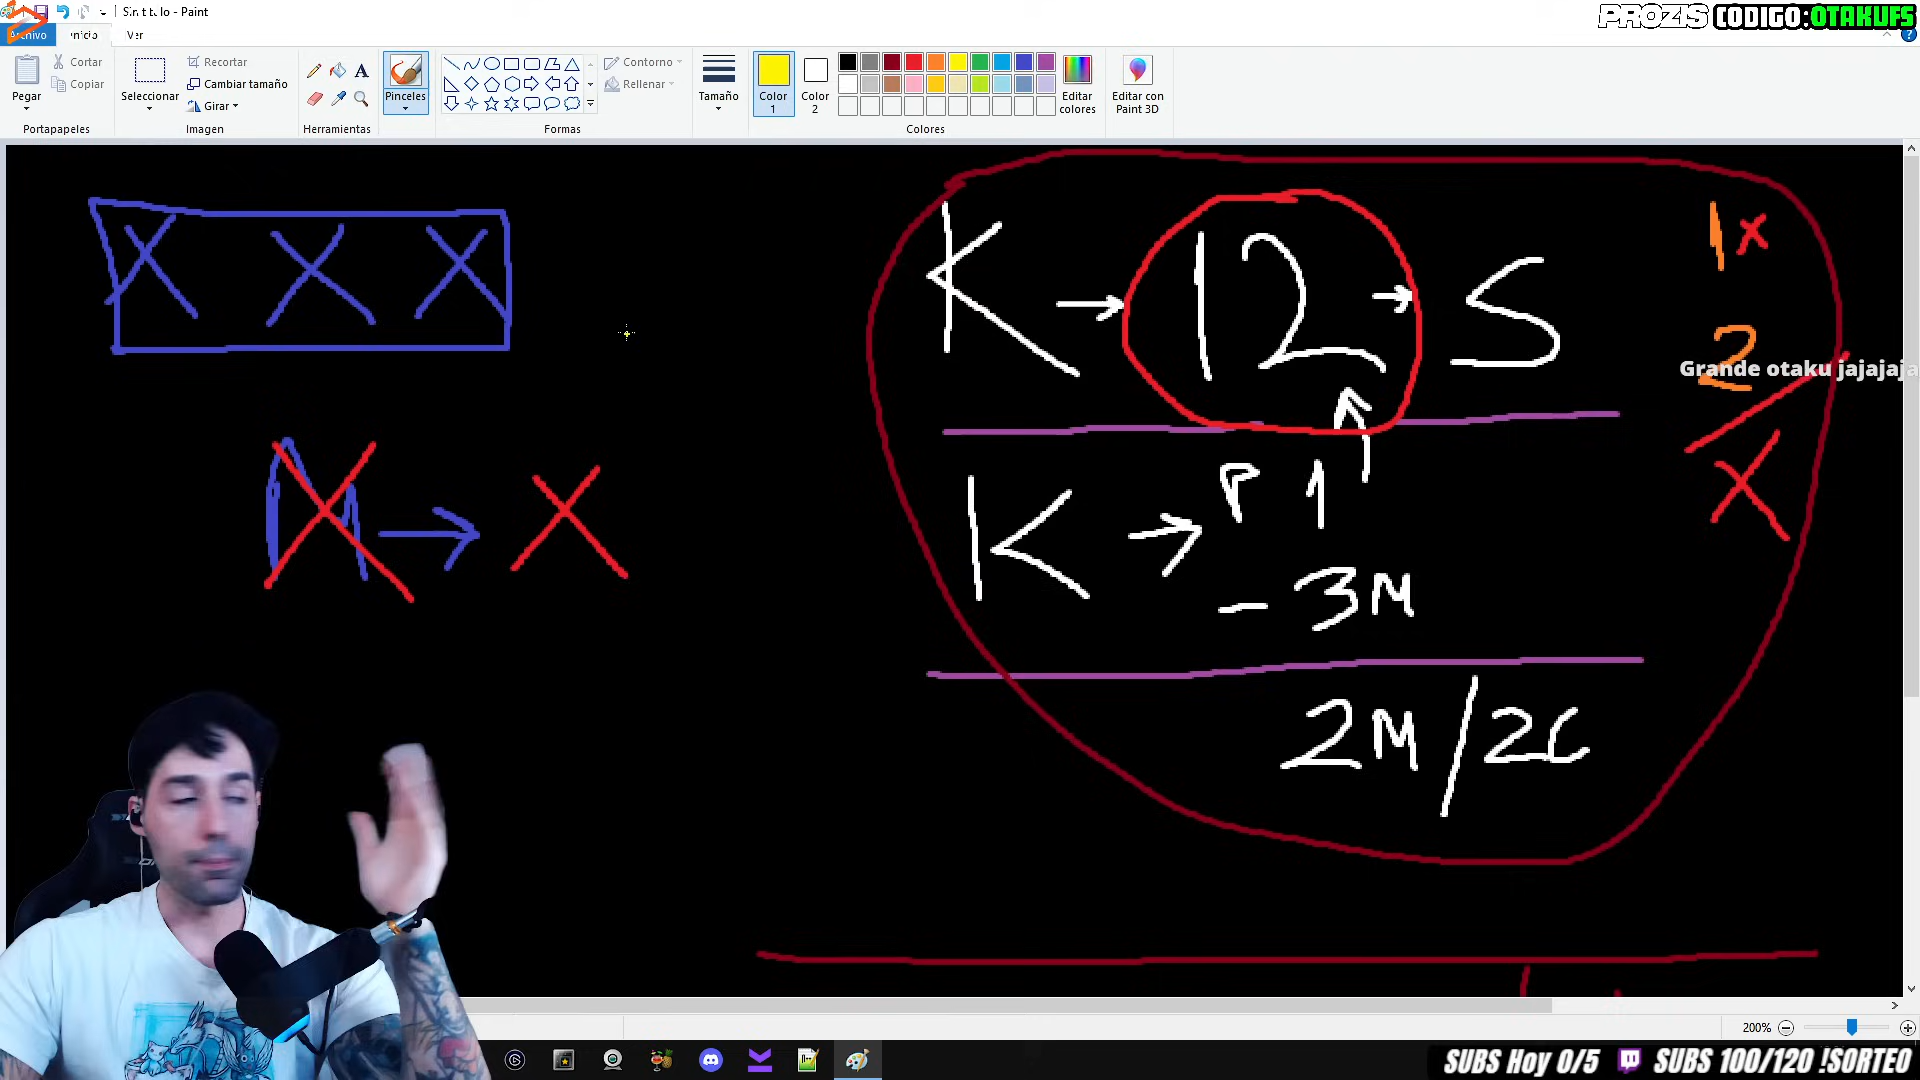 Sin título - Paint
PROZIS CODIGO:OTAKUFS
Archivo Inicio Ver
Pegar
Cortar
Copiar
Portapapeles
Seleccionar
Recortar
Cambiar tamaño
Girar
Imagen
Herramientas
Pinceles
Formas
Contorno
Rellenar
Tamaño
Color 1
Color 2
Editar colores
Colores
Editar con Paint 3D
X X X
K → 12 → S
1 x
2
Grande otaku jajajaja
X
M → X
K → P 1
- 3M
2M/2C
200%
SUBS Hoy 0/5 SUBS 100/120 !SORTEO